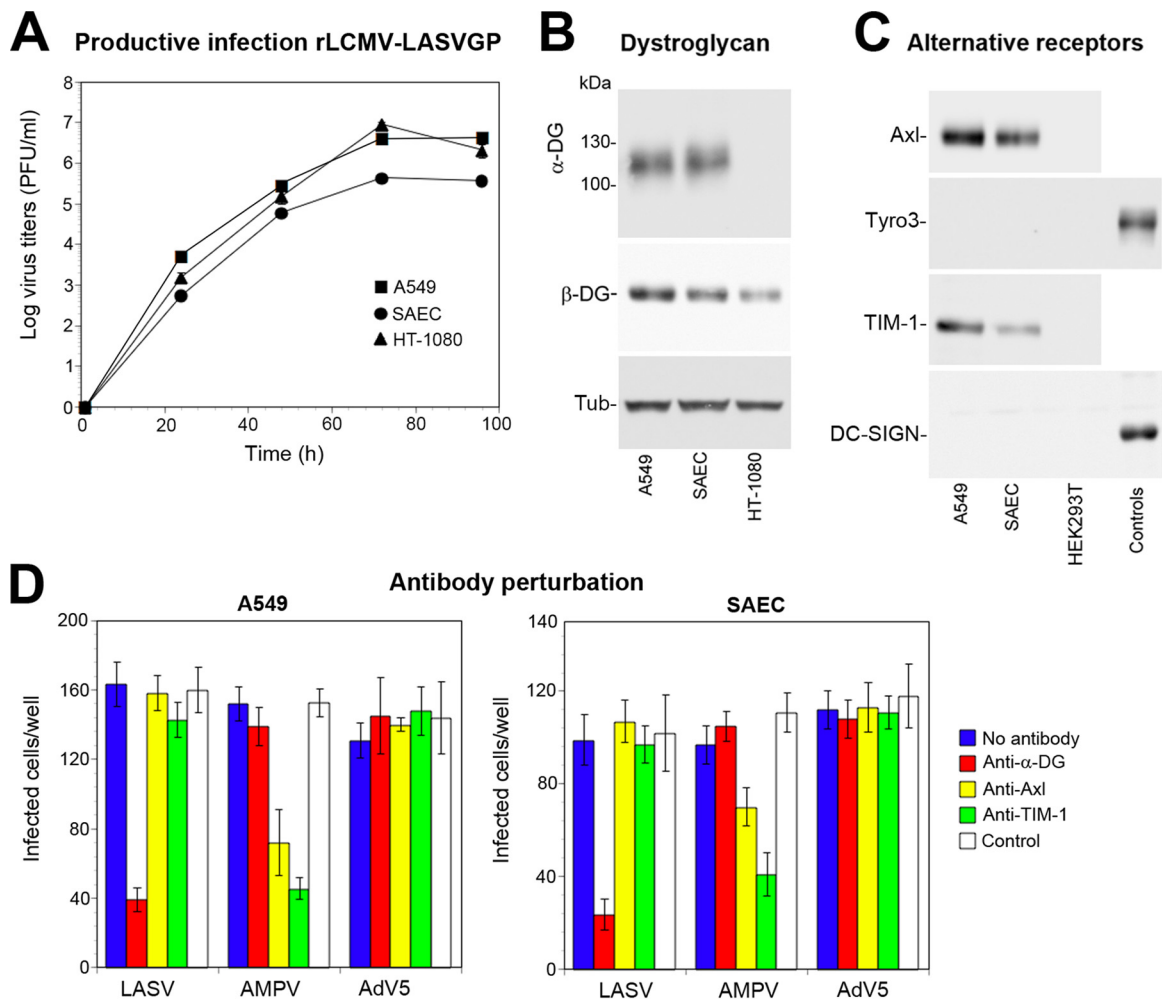 A
Productive infection rLCMV-LASVGP
Log virus titers (PFU/ml)
8
7
6
5
4
3
2
1
0
0
20
40
60
80
100
Time (h)
A549
SAEC
HT-1080
B
Dystroglycan
kDa
α-DG
130-
100-
β-DG-
Tub-
A549
SAEC
HT-1080
C
Alternative receptors
Axl-
Tyro3-
TIM-1-
DC-SIGN-
A549
SAEC
HEK293T
Controls
D
Antibody perturbation
A549
Infected cells/well
200
160
120
80
40
0
LASV
AMPV
AdV5
SAEC
Infected cells/well
140
120
80
40
0
LASV
AMPV
AdV5
No antibody
Anti-α-DG
Anti-Axl
Anti-TIM-1
Control